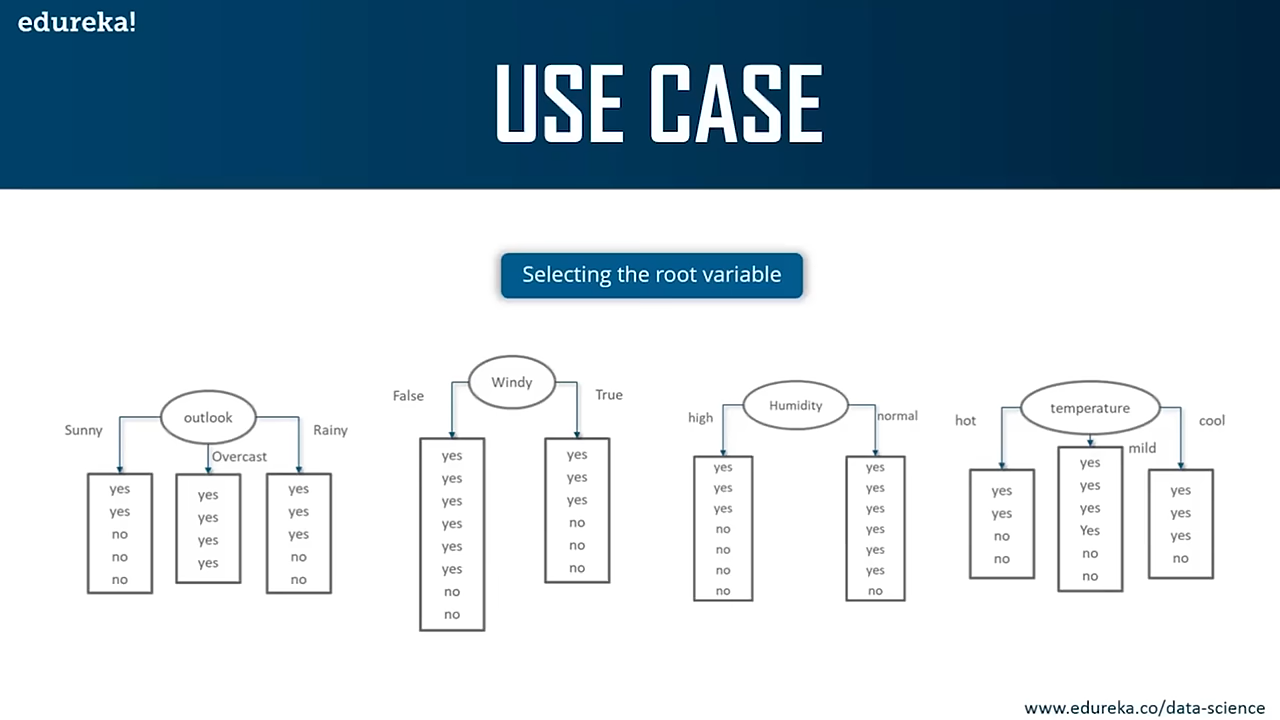 edureka!
USE CASE
Selecting the root variable
outlook
Sunny
Overcast
Rainy
yes
yes
no
no
no
yes
yes
yes
yes
yes
yes
yes
no
no
Windy
False
True
yes
yes
yes
yes
yes
yes
no
no
yes
yes
yes
no
no
no
Humidity
high
normal
yes
yes
yes
no
no
no
no
yes
yes
yes
yes
yes
yes
no
temperature
hot
mild
cool
yes
yes
no
no
yes
yes
yes
Yes
no
no
yes
yes
yes
no
www.edureka.co/data-science